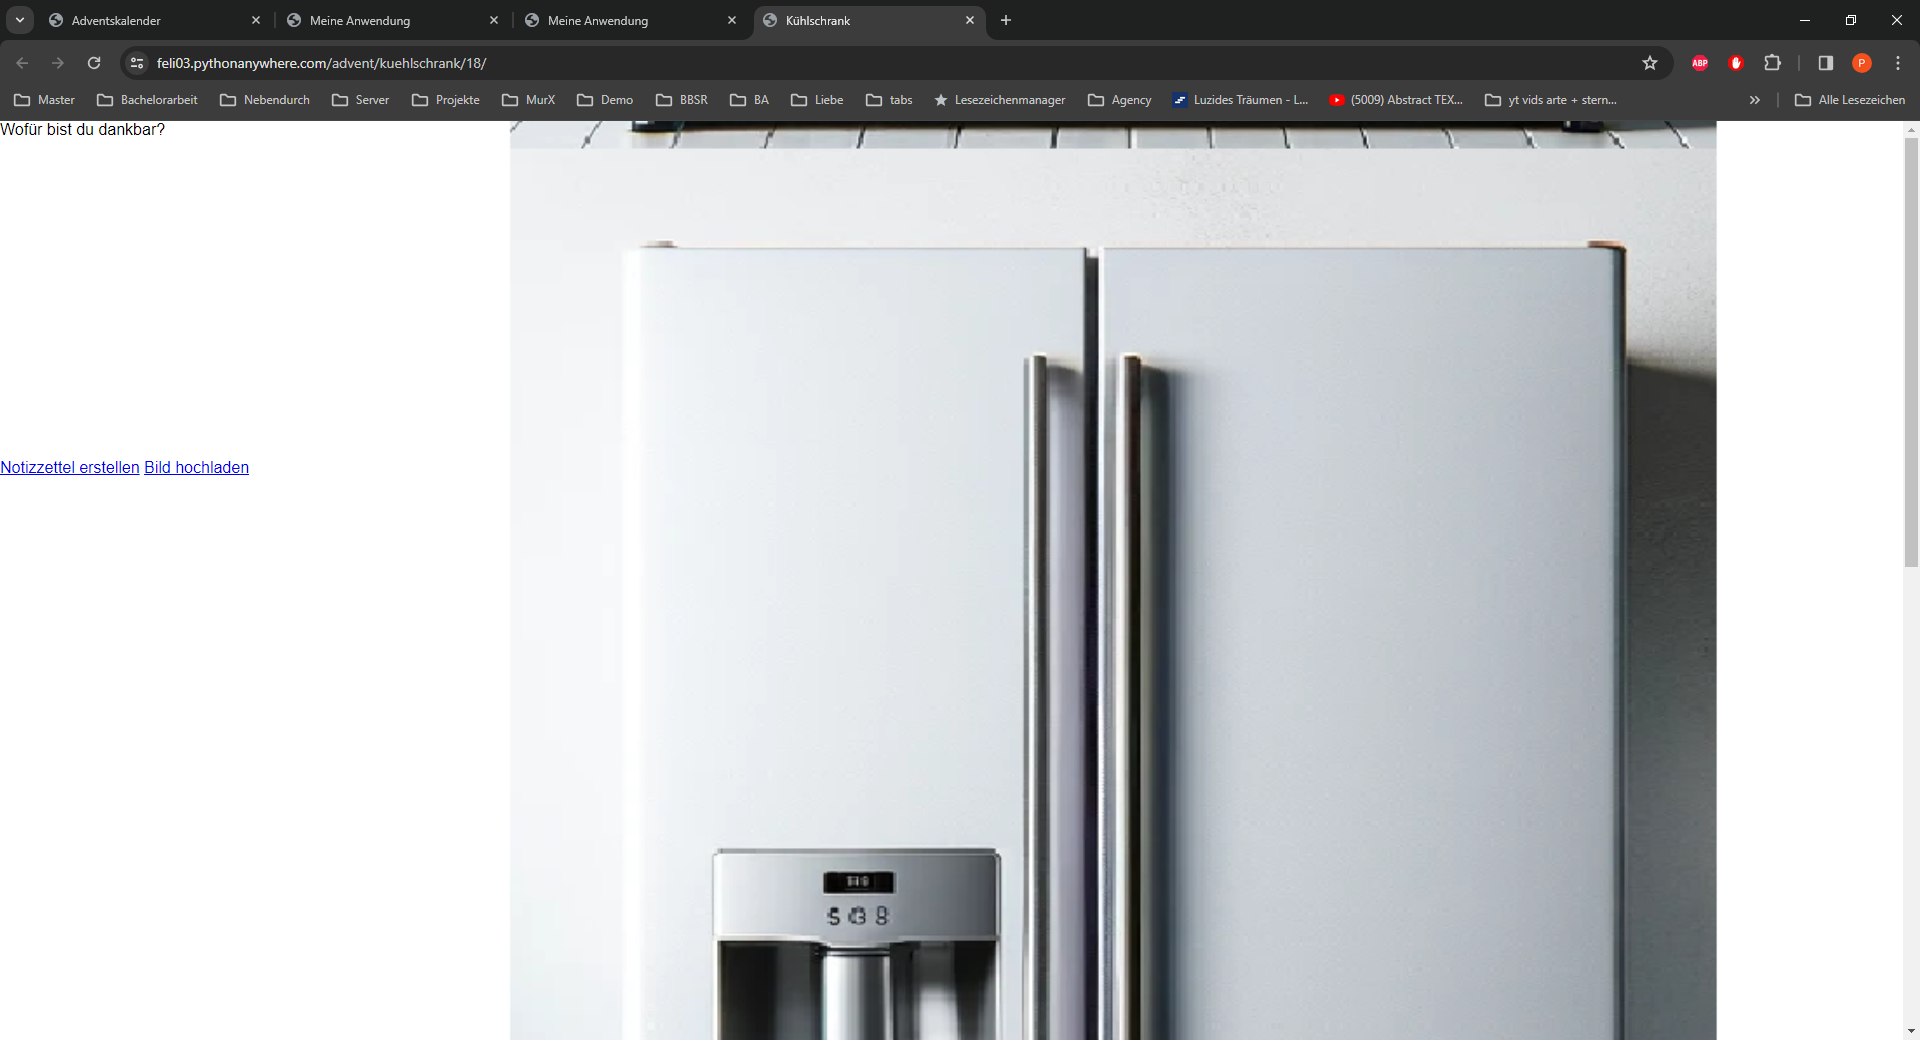 Adventskalender
Meine Anwendung
Meine Anwendung
Kühlschrank
feli03.pythonanywhere.com/advent/kuehlschrank/18/
ABP
P
Master
Bachelorarbeit
Nebendurch
Server
Projekte
MurX
Demo
BBSR
BA
Liebe
tabs
Lesezeichenmanager
Agency
Luzides Träumen - L...
(5009) Abstract TEX...
yt vids arte + stern...
»
Alle Lesezeichen
Wofür bist du dankbar?
Notizzettel erstellen Bild hochladen